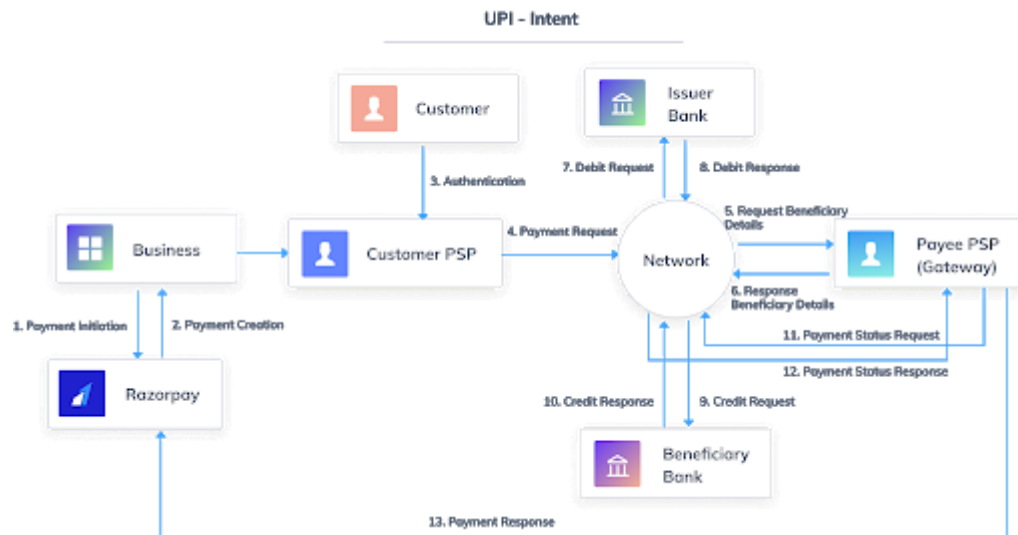 UPI - Intent
Customer
Issuer
Bank
3. Authentication
7. Debit Request
8. Debit Response
Business
Customer PSP
4. Payment Request
Network
5. Request Beneficiary
Details
Payee PSP
(Gateway)
6. Response
Beneficiary Details
1. Payment Initiation
2. Payment Creation
11. Payment Status Request
12. Payment Status Response
Razorpay
10. Credit Response
9. Credit Request
Beneficiary
Bank
13. Payment Response